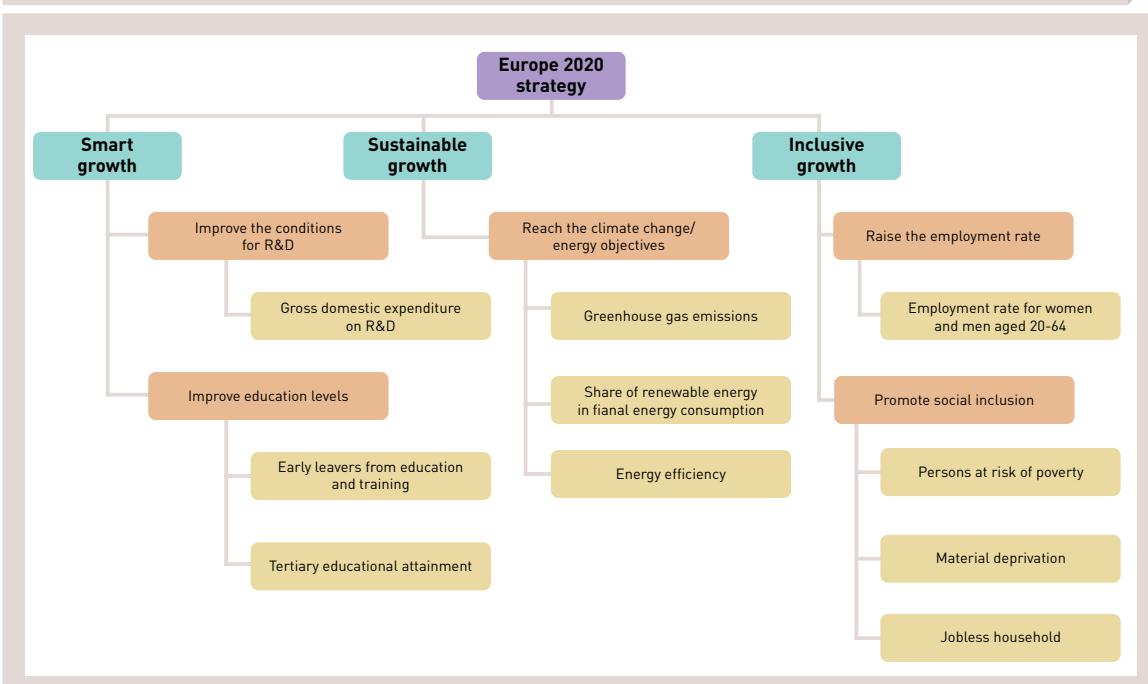 Europe 2020
strategy
Smart
growth
Sustainable
growth
Inclusive
growth
Improve the conditions
for R&D
Gross domestic expenditure
on R&D
Improve education levels
Early leavers from education
and training
Tertiary educational attainment
Reach the climate change/
energy objectives
Greenhouse gas emissions
Share of renewable energy
in fianal energy consumption
Energy efficiency
Raise the employment rate
Employment rate for women
and men aged 20-64
Promote social inclusion
Persons at risk of poverty
Material deprivation
Jobless household